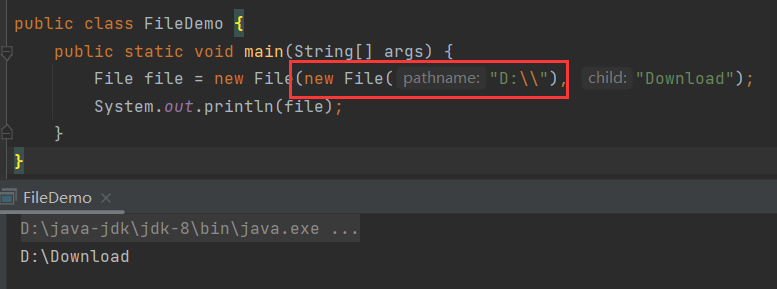 public class FileDemo {
public static void main(String[] args) {
File file = new File(new File( pathname: "D:\\"), child: "Download");
System.out.println(file);
}
}
FileDemo ×
D:\java-jdk\jdk-8\bin\java.exe ...
D:\Download